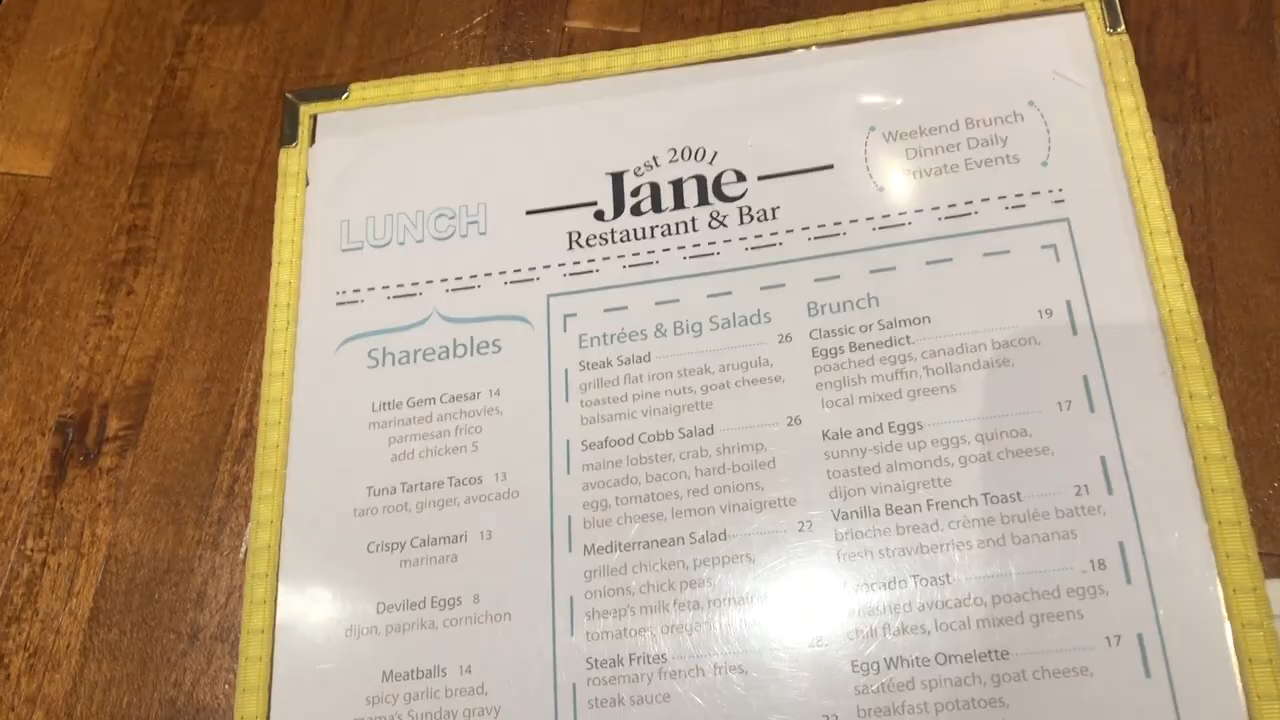 LUNCH
est 2001
Jane
Restaurant & Bar
Weekend Brunch
Dinner Daily
Private Events
Shareables
Little Gem Caesar 14
marinated anchovies,
parmesan frico
add chicken 5
Tuna Tartare Tacos 13
taro root, ginger, avocado
Crispy Calamari 13
marinara
Deviled Eggs 8
dijon, paprika, cornichon
Meatballs 14
spicy garlic bread,
mama's Sunday gravy
Entrées & Big Salads
Steak Salad 26
grilled flat iron steak, arugula,
toasted pine nuts, goat cheese,
balsamic vinaigrette
Seafood Cobb Salad 26
maine lobster, crab, shrimp,
avocado, bacon, hard-boiled
egg, tomatoes, red onions,
blue cheese, lemon vinaigrette
Mediterranean Salad 22
grilled chicken, peppers,
onions, chick peas,
sheep's milk feta, romaine
tomatoes,
Steak Frites 28
rosemary french fries,
steak sauce
Brunch
Classic or Salmon
Eggs Benedict. 19
poached eggs, canadian bacon,
english muffin, hollandaise,
local mixed greens
Kale and Eggs 17
sunny-side up eggs, quinoa,
toasted almonds, goat cheese,
dijon vinaigrette
Vanilla Bean French Toast 21
brioche bread, crème brulée batter,
fresh strawberries and bananas
Avocado Toast 18
mashed avocado, poached eggs,
chili flakes, local mixed greens
Egg White Omelette 17
sautéed spinach, goat cheese,
breakfast potatoes,